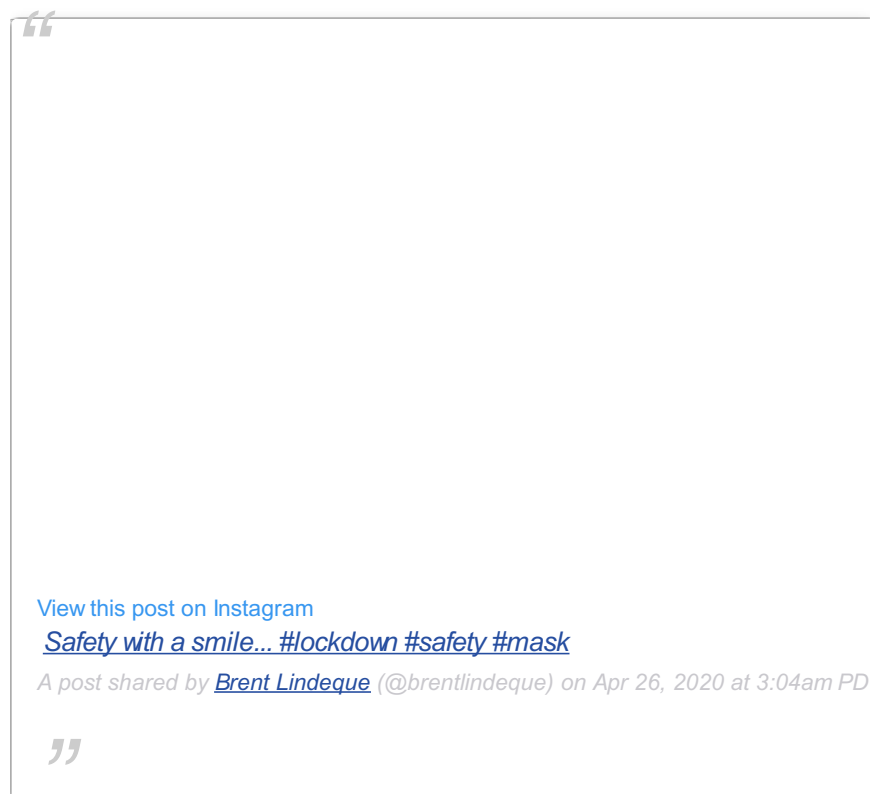 “
View this post on Instagram
Safety with a smile... #lockdown #safety #mask
A post shared by Brent Lindeque (@brentlindeque) on Apr 26, 2020 at 3:04am PD
”